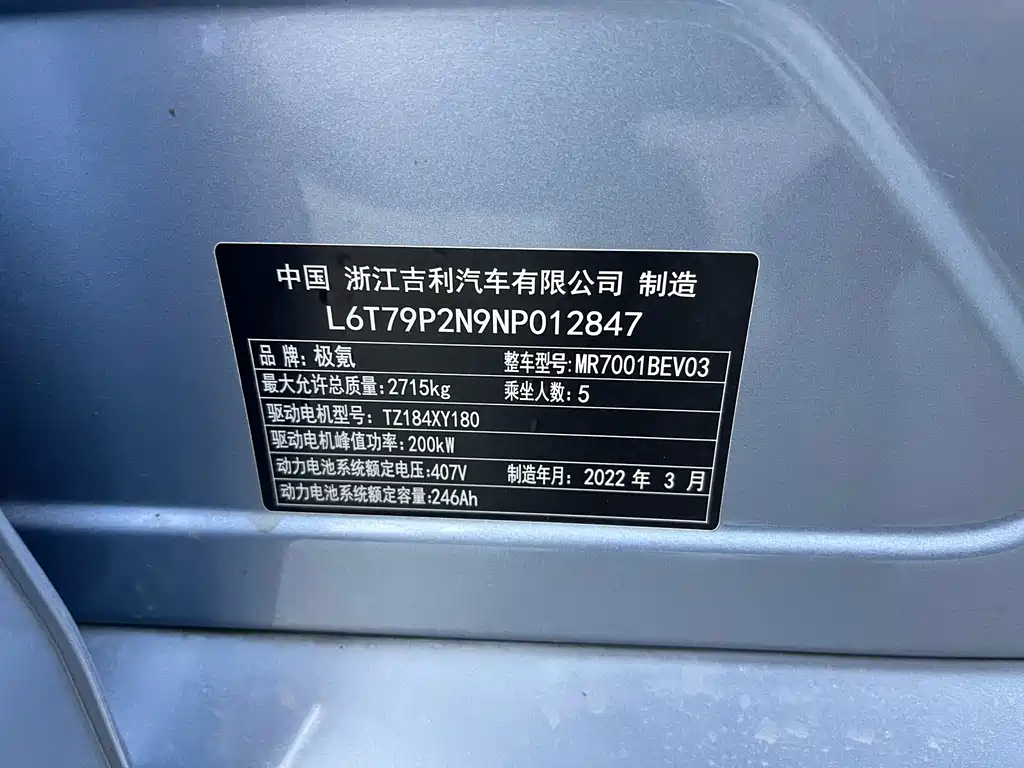 中国 浙江吉利汽车有限公司 制造
L6T79P2N9NP012847
品牌:极氪 整车型号:MR7001BEV03
最大允许总质量:2715kg 乘坐人数:5
驱动电机型号: TZ184XY180
驱动电机峰值功率:200kW
动力电池系统额定电压:407V 制造年月: 2022 年 3 月
动力电池系统额定容量:246Ah